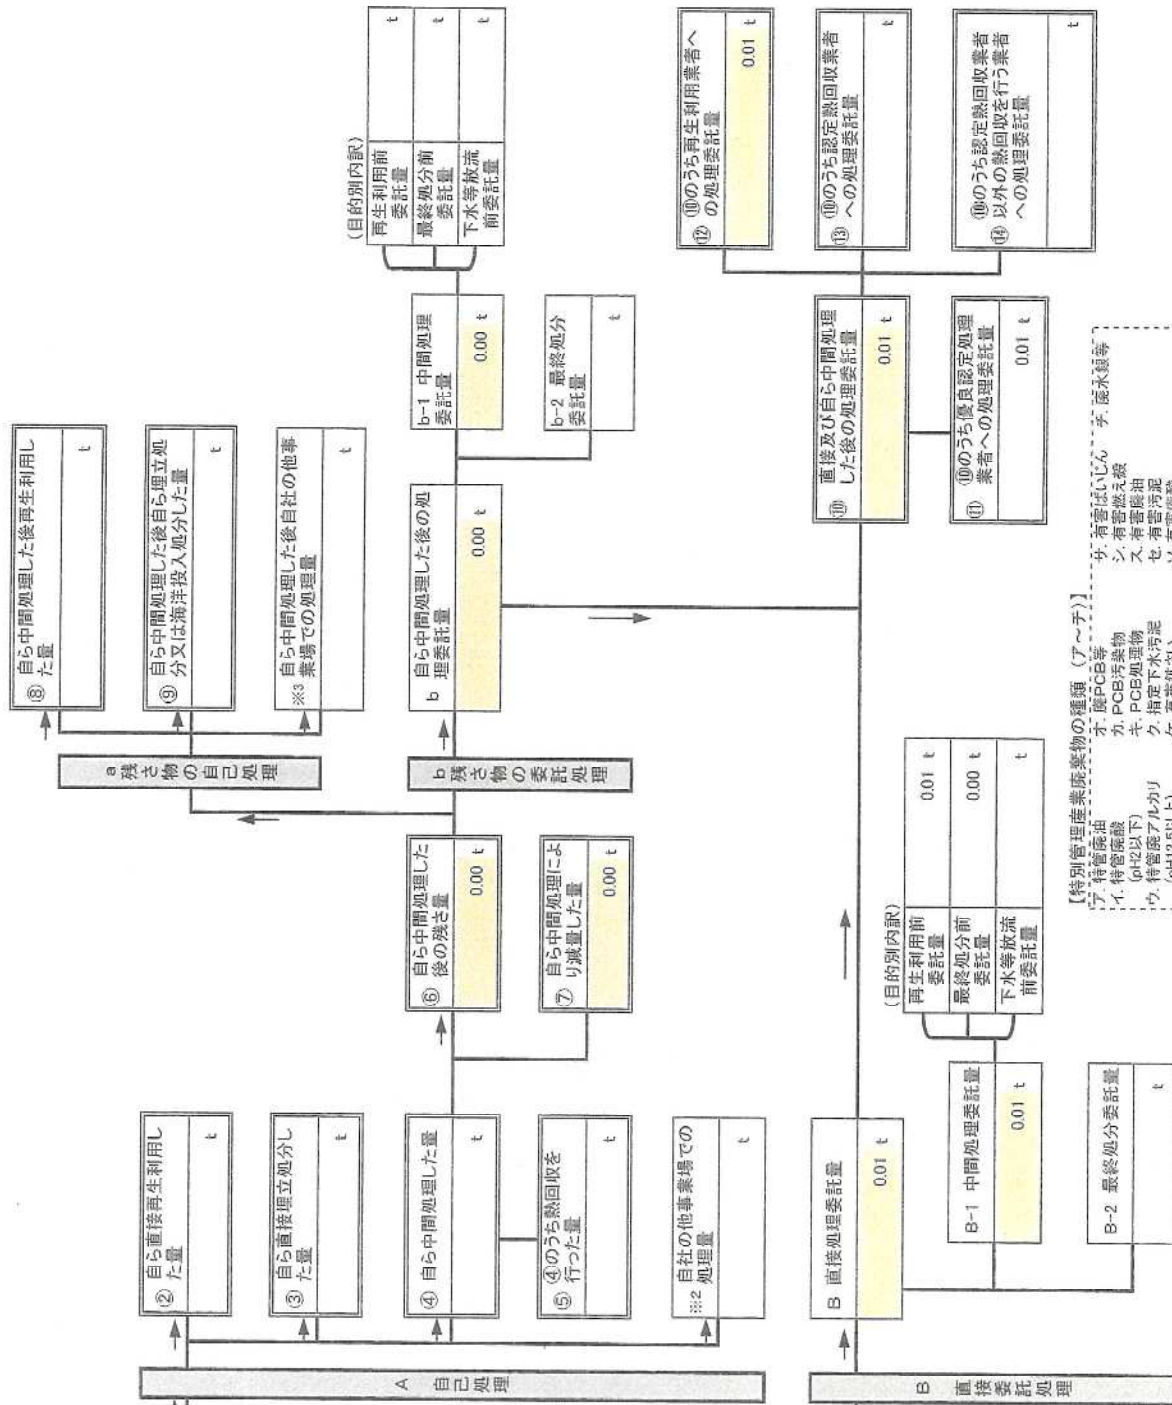 A 自己処理
② 自ら直接再生利用し
た量
t
③ 自ら直接埋立処分し
た量
t
④ 自ら中間処理した量
t
⑤ ④のうち熱回収を
行った量
t
※2 自社の他事業場での
処理量
t
⑥ 自ら中間処理した
後の残さ量
0.00 t
⑦ 自ら中間処理によ
り減量した量
0.00 t
a 残さ物の自己処理
⑧ 自ら中間処理した後再生利用し
た量
t
⑨ 自ら中間処理した後自ら埋立処
分又は海洋投入処分した量
t
※3 自ら中間処理した後自社の他事
業場での処理量
t
b 残さ物の委託処理
b 自ら中間処理した後の処
理委託量
0.00 t
b-1 中間処理
委託量
0.00 t
b-2 最終処分
委託量
t
(目的別内訳)
再生利用前
委託量
t
最終処分前
委託量
t
下水等放流
前委託量
t
B 直接委託処理
B 直接処理委託量
0.01 t
B-1 中間処理委託量
0.01 t
B-2 最終処分委託量
t
(目的別内訳)
再生利用前
委託量
0.01 t
最終処分前
委託量
0.00 t
下水等放流
前委託量
t
⑩ 直接及び自ら中間処理
した後の処理委託量
0.01 t
⑪ ⑩のうち優良認定処理
業者への処理委託量
0.01 t
⑫ ⑩のうち再生利用業者へ
の処理委託量
0.01 t
⑬ ⑩のうち認定熱回収業者
への処理委託量
t
⑭ ⑩のうち認定熱回収業者
以外の熱回収を行う業者
への処理委託量
t
【特別管理産業廃棄物の種類(ア~チ)】
ア. 特管廃油
イ. 特管廃酸
(pH2以下)
ウ. 特管廃アルカリ
(pH12.5以上)
オ. 廃PCB等
カ. PCB汚染物
キ. PCB処理物
ク. 指定下水汚泥
サ. 有害ばいじん
シ. 有害燃え殻
ス. 有害廃油
セ. 有害汚泥
チ. 廃水銀等